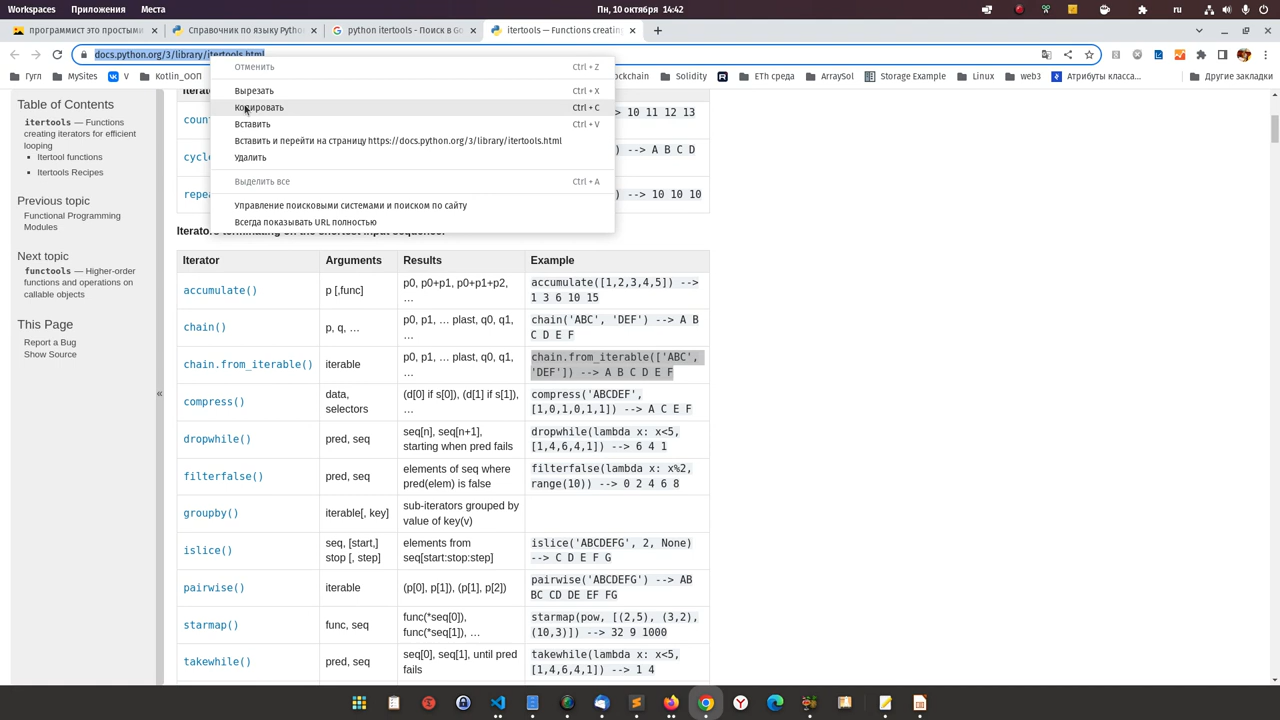 Workspaces Приложения Места Пн, 10 октября 14:42 ru
программист это простыми Справочник по языку Pytho python itertools - Поиск в Go itertools — Functions creating
docs.python.org/3/library/itertools.html
Гугл MySites V Kotlin_ООП Solidity ETH среда ArraySol Storage Example Linux web3 Атрибуты класса... Другие закладки
Отменить Ctrl + Z
Вырезать Ctrl + X
Копировать Ctrl + C
Вставить Ctrl + V
Вставить и перейти на страницу https://docs.python.org/3/library/itertools.html
Удалить
Выделить все Ctrl + A
Управление поисковыми системами и поиском по сайту
Всегда показывать URL полностью
Table of Contents
itertools — Functions
creating iterators for efficient
looping
Itertool functions
Itertools Recipes
Previous topic
Functional Programming
Modules
Next topic
functools — Higher-order
functions and operations on
callable objects
This Page
Report a Bug
Show Source
«
) --> 10 11 12 13
) --> A B C D
) --> 10 10 10
Iterators terminating on the shortest input sequence:
Iterator Arguments Results Example
accumulate() p [,func] p0, p0+p1, p0+p1+p2, … accumulate([1,2,3,4,5]) --> 1 3 6 10 15
chain() p, q, … p0, p1, … plast, q0, q1, … chain('ABC', 'DEF') --> A B C D E F
chain.from_iterable() iterable p0, p1, … plast, q0, q1, … chain.from_iterable(['ABC', 'DEF']) --> A B C D E F
compress() data, selectors (d[0] if s[0]), (d[1] if s[1]), … compress('ABCDEF', [1,0,1,0,1,1]) --> A C E F
dropwhile() pred, seq seq[n], seq[n+1], starting when pred fails dropwhile(lambda x: x<5, [1,4,6,4,1]) --> 6 4 1
filterfalse() pred, seq elements of seq where pred(elem) is false filterfalse(lambda x: x%2, range(10)) --> 0 2 4 6 8
groupby() iterable[, key] sub-iterators grouped by value of key(v)
islice() seq, [start,] stop [, step] elements from seq[start:stop:step] islice('ABCDEFG', 2, None) --> C D E F G
pairwise() iterable (p[0], p[1]), (p[1], p[2]) pairwise('ABCDEFG') --> AB BC CD DE EF FG
starmap() func, seq func(*seq[0]), func(*seq[1]), … starmap(pow, [(2,5), (3,2), (10,3)]) --> 32 9 1000
takewhile() pred, seq seq[0], seq[1], until pred fails takewhile(lambda x: x<5, [1,4,6,4,1]) --> 1 4